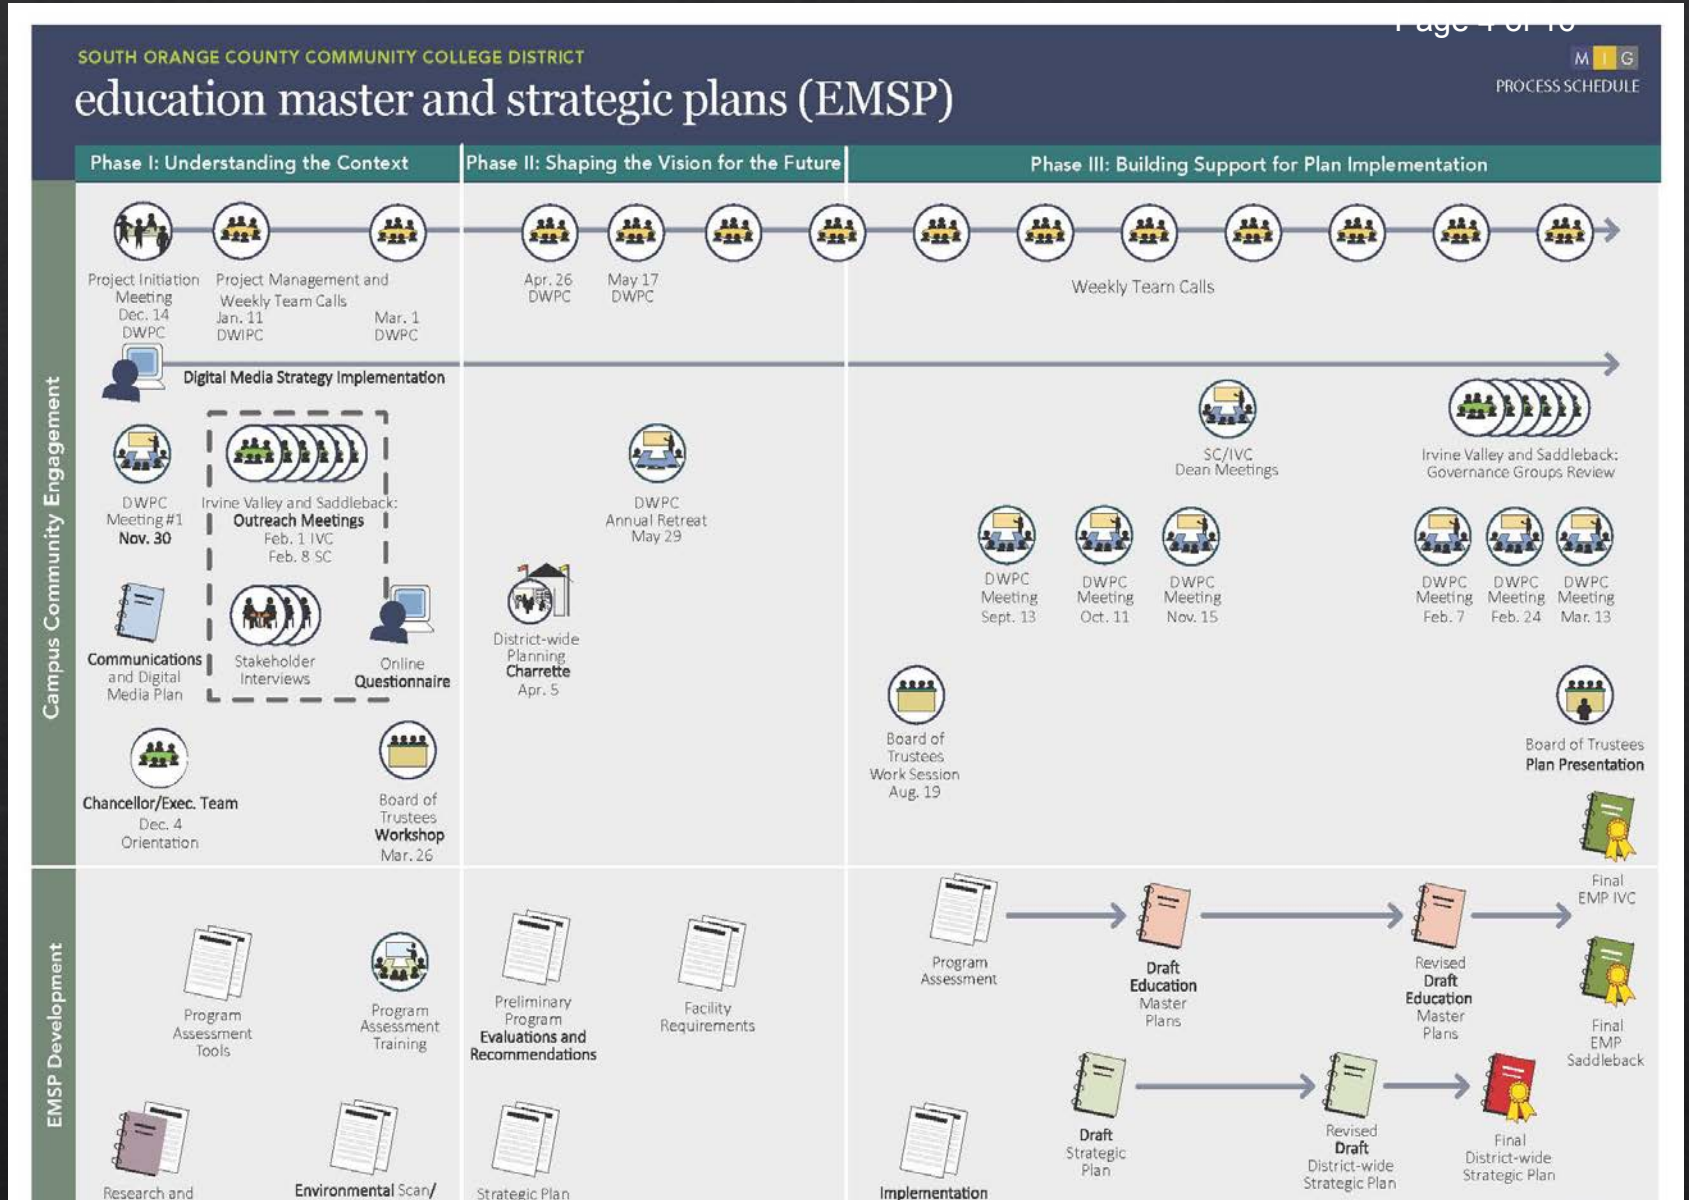 Page 4 of 16
SOUTH ORANGE COUNTY COMMUNITY COLLEGE DISTRICT
education master and strategic plans (EMSP)
M I G
PROCESS SCHEDULE
Phase I: Understanding the Context
Phase II: Shaping the Vision for the Future
Phase III: Building Support for Plan Implementation
Campus Community Engagement
Project Initiation
Meeting
Dec. 14
DWPC
Project Management and
Weekly Team Calls
Jan. 11
DWIPC
Mar. 1
DWPC
Apr. 26
DWPC
May 17
DWPC
Weekly Team Calls
Digital Media Strategy Implementation
DWPC
Meeting #1
Nov. 30
Irvine Valley and Saddleback:
Outreach Meetings
Feb. 1 IVC
Feb. 8 SC
DWPC
Annual Retreat
May 29
SC/IVC
Dean Meetings
Irvine Valley and Saddleback:
Governance Groups Review
DWPC
Meeting
Sept. 13
DWPC
Meeting
Oct. 11
DWPC
Meeting
Nov. 15
DWPC
Meeting
Feb. 7
DWPC
Meeting
Feb. 24
DWPC
Meeting
Mar. 13
Communications
and Digital
Media Plan
Stakeholder
Interviews
Online
Questionnaire
District-wide
Planning
Charrette
Apr. 5
Board of
Trustees
Work Session
Aug. 19
Board of Trustees
Plan Presentation
Chancellor/Exec. Team
Dec. 4
Orientation
Board of
Trustees
Workshop
Mar. 26
EMSP Development
Final
EMP IVC
Program
Assessment
Tools
Program
Assessment
Training
Preliminary
Program
Evaluations and
Recommendations
Facility
Requirements
Program
Assessment
Draft
Education
Master
Plans
Revised
Draft
Education
Master
Plans
Final
EMP
Saddleback
Research and
Environmental Scan/
Strategic Plan
Implementation
Draft
Strategic
Plan
Revised
Draft
District-wide
Strategic Plan
Final
District-wide
Strategic Plan